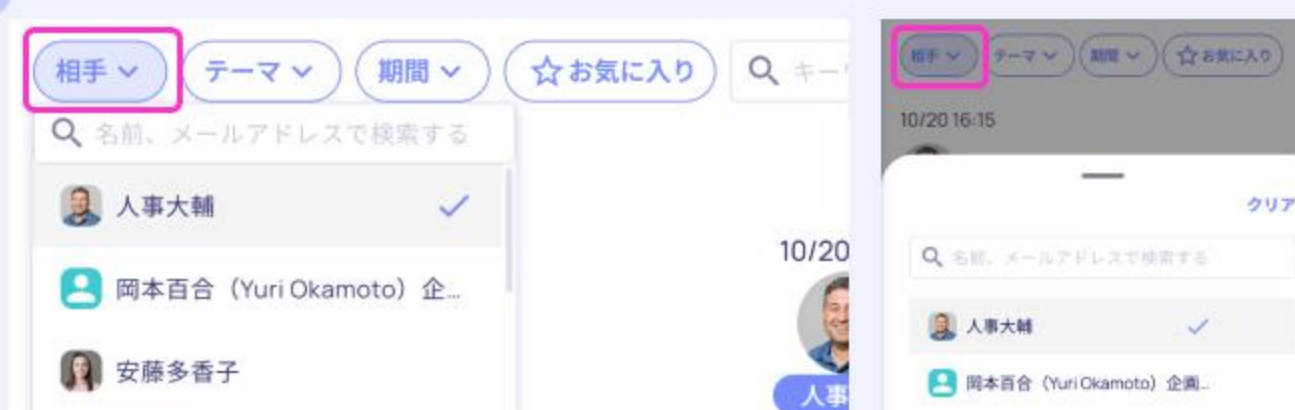 相手 テーマ 期間 お気に入り キー
名前、メールアドレスで検索する
人事大輔
岡本百合（Yuri Okamoto）企…
安藤多香子
10/20
人事
相手 テーマ 期間 お気に入り
10/20 16:15
クリア
名前、メールアドレスで検索する
人事大輔
岡本百合（Yuri Okamoto）企画…